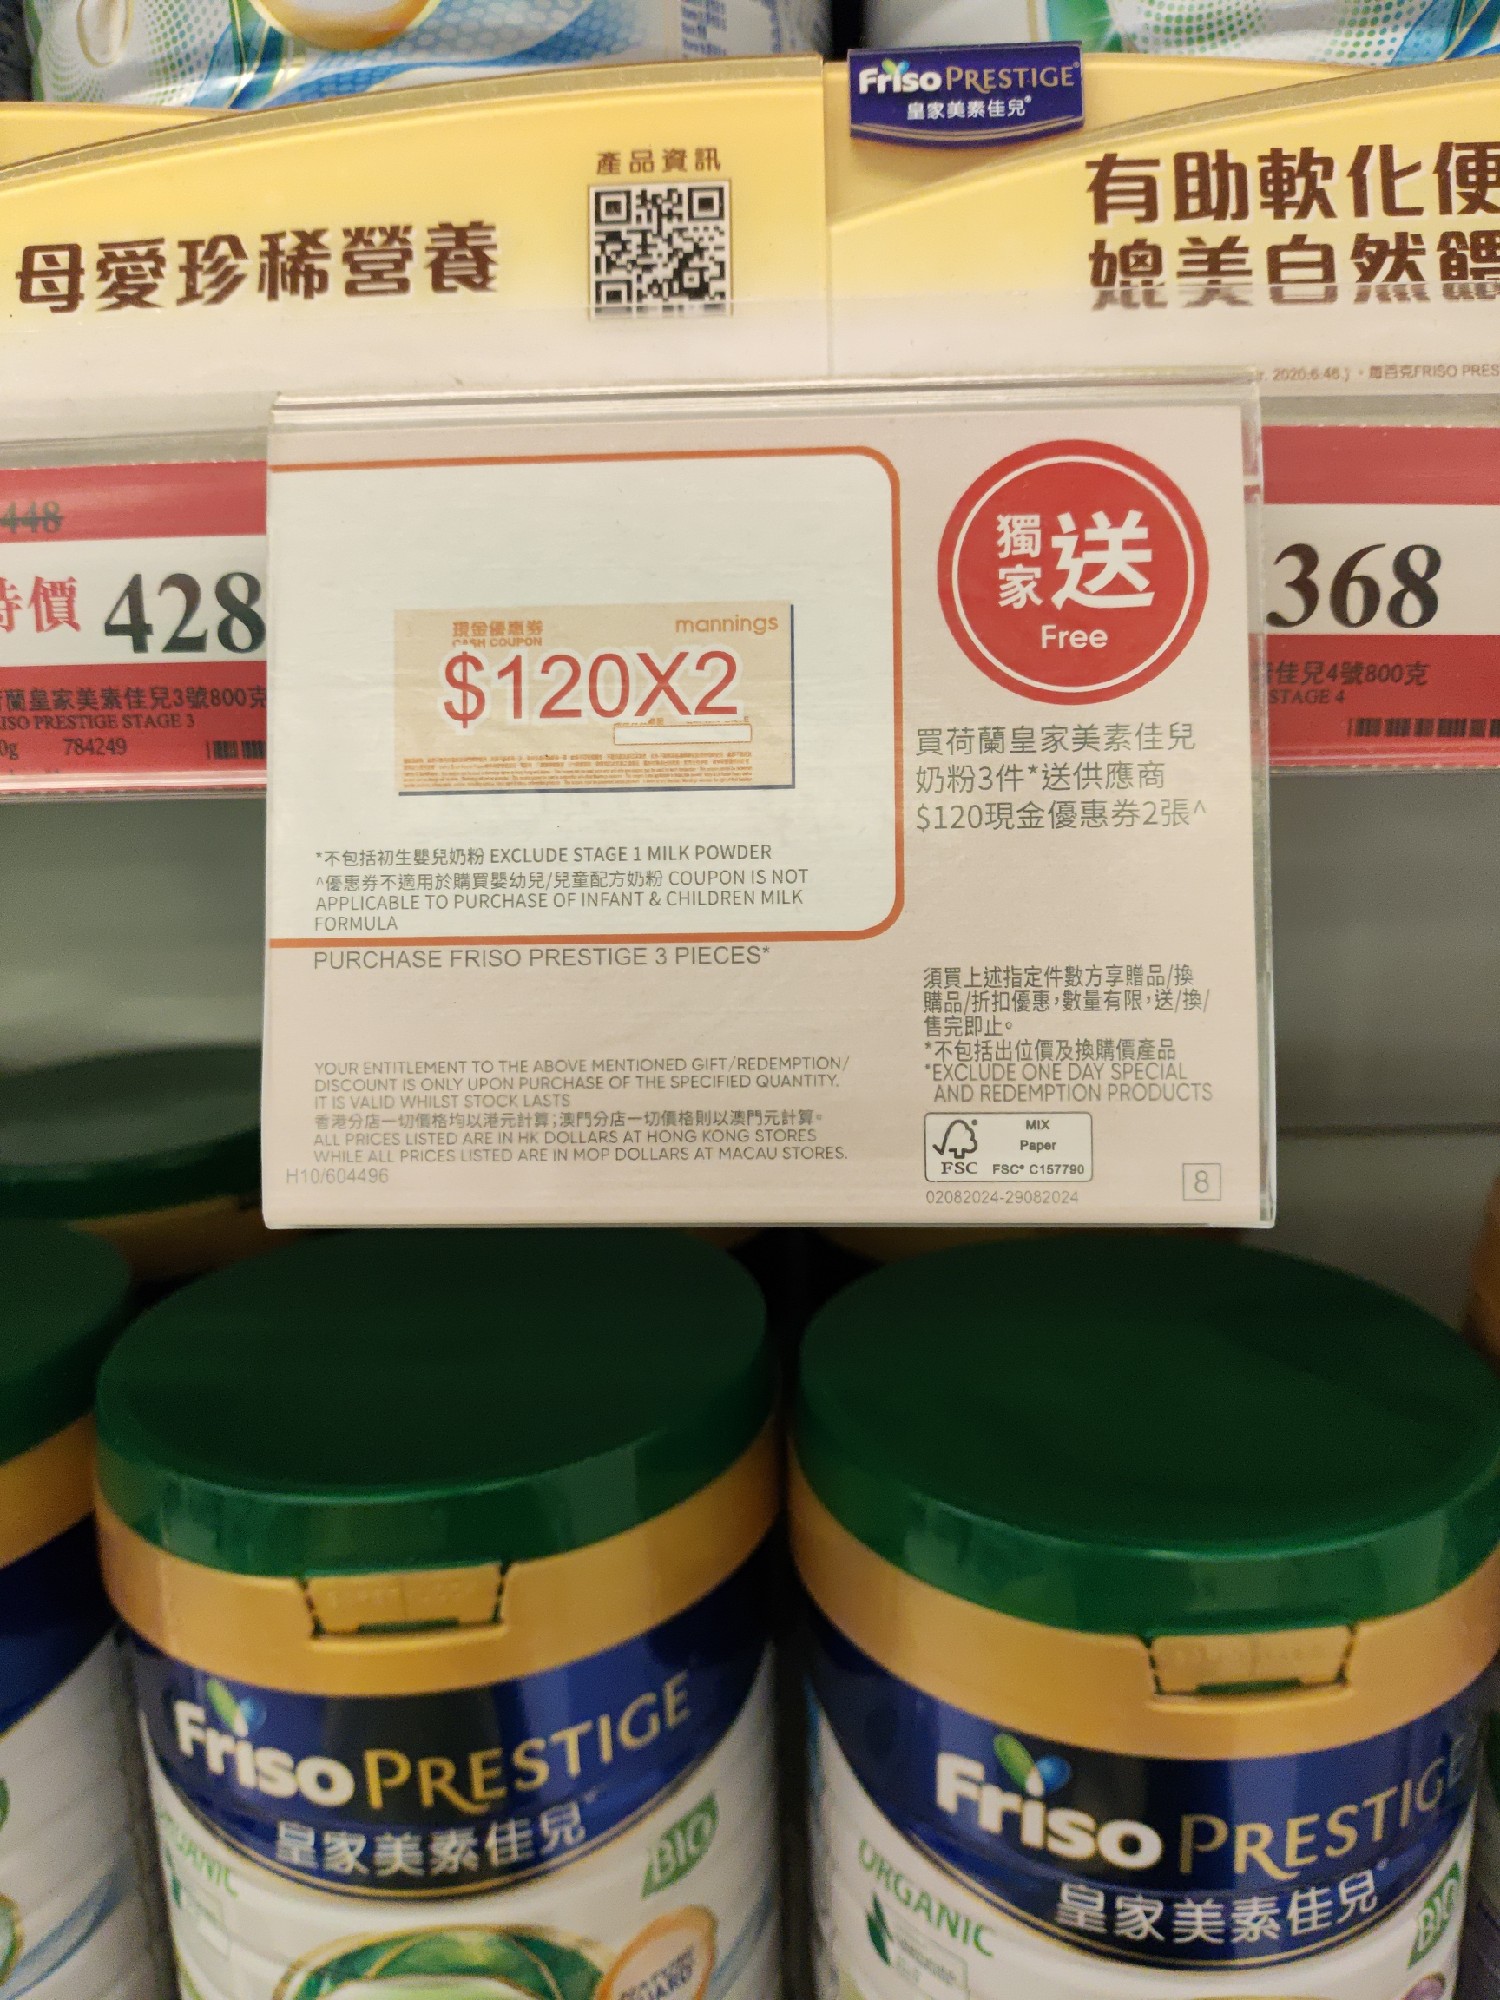 Friso PRESTIGE
皇家美素佳兒
產品資訊
母愛珍稀營養
有助軟化便
媲美自然
2020;6:46.)。每百克FRISO PRES
448
特價 428
蘭皇家美素佳兒3號800克
ISO PRESTIGE STAGE 3
0g 784249
368
佳兒4號800克
STAGE 4
現金優惠券
CASH COUPON
mannings
$120X2
獨家送
Free
買荷蘭皇家美素佳兒
奶粉3件*送供應商
$120現金優惠券2張^
*不包括初生嬰兒奶粉 EXCLUDE STAGE 1 MILK POWDER
^優惠券不適用於購買嬰幼兒/兒童配方奶粉 COUPON IS NOT
APPLICABLE TO PURCHASE OF INFANT & CHILDREN MILK
FORMULA
PURCHASE FRISO PRESTIGE 3 PIECES*
須買上述指定件數方享贈品/換
購品/折扣優惠，數量有限，送/換/
售完即止。
*不包括出位價及換購價產品
*EXCLUDE ONE DAY SPECIAL
AND REDEMPTION PRODUCTS
YOUR ENTITLEMENT TO THE ABOVE MENTIONED GIFT/REDEMPTION/
DISCOUNT IS ONLY UPON PURCHASE OF THE SPECIFIED QUANTITY.
IT IS VALID WHILST STOCK LASTS
香港分店一切價格均以港元計算；澳門分店一切價格則以澳門元計算。
ALL PRICES LISTED ARE IN HK DOLLARS AT HONG KONG STORES
WHILE ALL PRICES LISTED ARE IN MOP DOLLARS AT MACAU STORES.
H10/604496
MIX
Paper
FSC FSC® C157790
02082024-29082024
8
Friso PRESTIGE
皇家美素佳兒
BIO
Friso PRESTIGE
皇家美素佳兒
ORGANIC
BIO